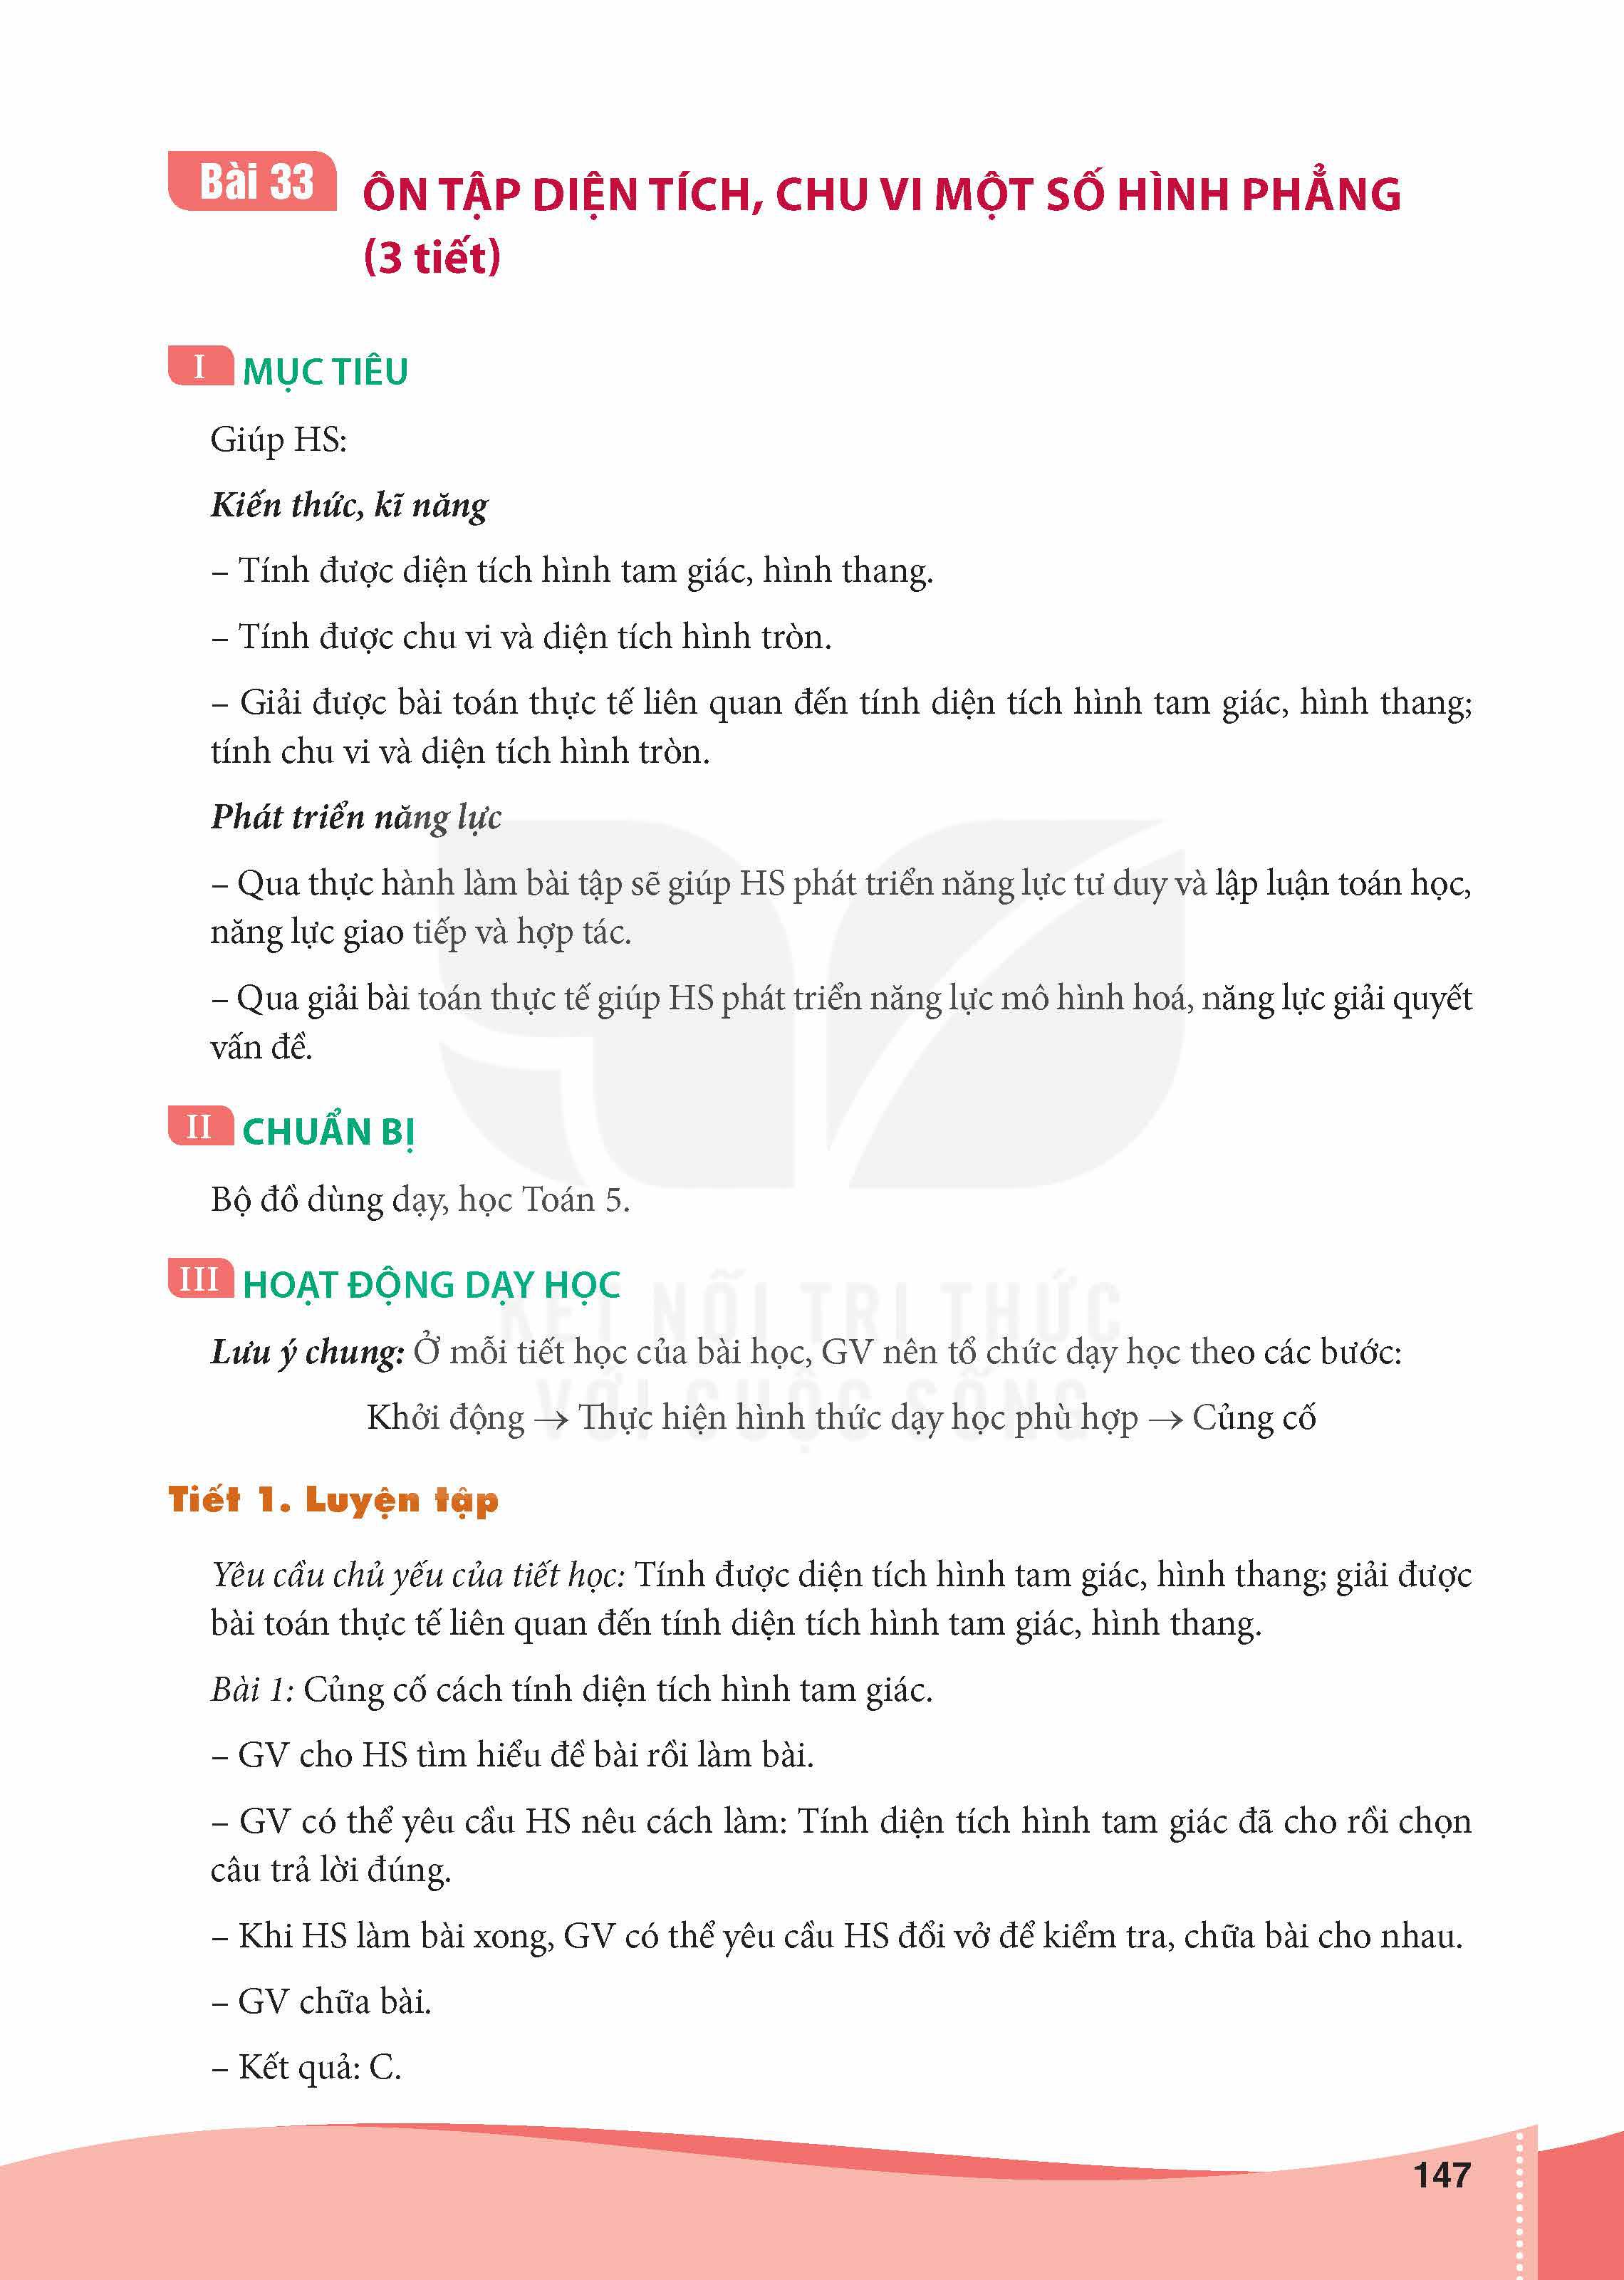 Bài 33
ÔN TẬP DIỆN TÍCH, CHU VI MỘT SỐ HÌNH PHẲNG
(3 tiết)
I MỤC TIÊU
Giúp HS:
Kiến thức, kĩ năng
– Tính được diện tích hình tam giác, hình thang.
– Tính được chu vi và diện tích hình tròn.
– Giải được bài toán thực tế liên quan đến tính diện tích hình tam giác, hình thang;
tính chu vi và diện tích hình tròn.
Phát triển năng lực
– Qua thực hành làm bài tập sẽ giúp HS phát triển năng lực tư duy và lập luận toán học,
năng lực giao tiếp và hợp tác.
– Qua giải bài toán thực tế giúp HS phát triển năng lực mô hình hoá, năng lực giải quyết
vấn đề.
II CHUẨN BỊ
Bộ đồ dùng dạy, học Toán 5.
III HOẠT ĐỘNG DẠY HỌC
KẾT NỐI TRI THỨC
Lưu ý chung: Ở mỗi tiết học của bài học, GV nên tổ chức dạy học theo các bước:
VỚI CUỘC SỐNG
Khởi động → Thực hiện hình thức dạy học phù hợp → Củng cố
Tiết 1. Luyện tập
Yêu cầu chủ yếu của tiết học: Tính được diện tích hình tam giác, hình thang; giải được
bài toán thực tế liên quan đến tính diện tích hình tam giác, hình thang.
Bài 1: Củng cố cách tính diện tích hình tam giác.
– GV cho HS tìm hiểu đề bài rồi làm bài.
– GV có thể yêu cầu HS nêu cách làm: Tính diện tích hình tam giác đã cho rồi chọn
câu trả lời đúng.
– Khi HS làm bài xong, GV có thể yêu cầu HS đổi vở để kiểm tra, chữa bài cho nhau.
– GV chữa bài.
– Kết quả: C.
147